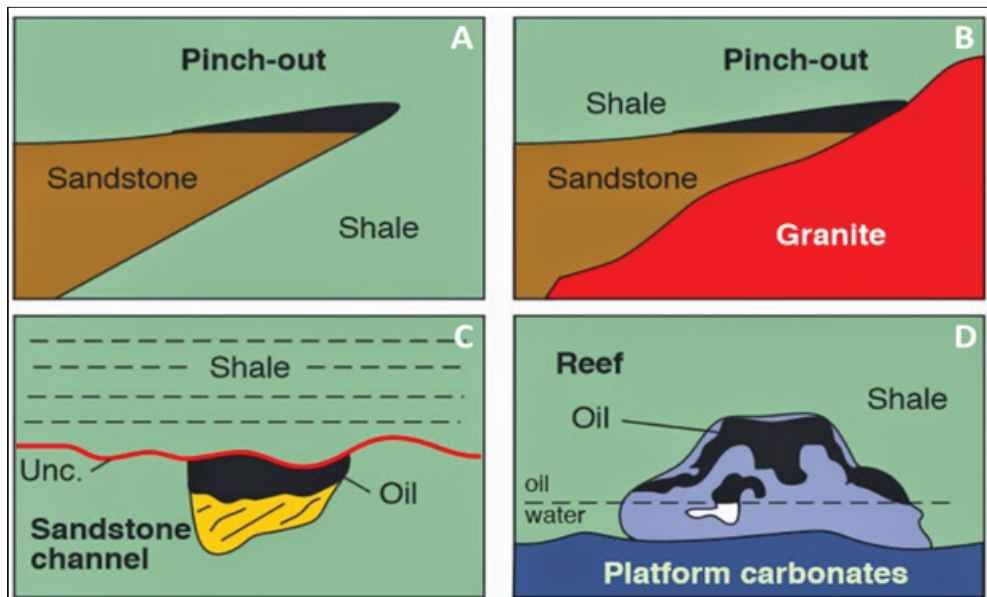 A
Pinch-out
Sandstone
Shale
B
Pinch-out
Shale
Sandstone
Granite
C
Shale
Unc.
Oil
Sandstone
channel
D
Reef
Oil
Shale
oil
water
Platform carbonates